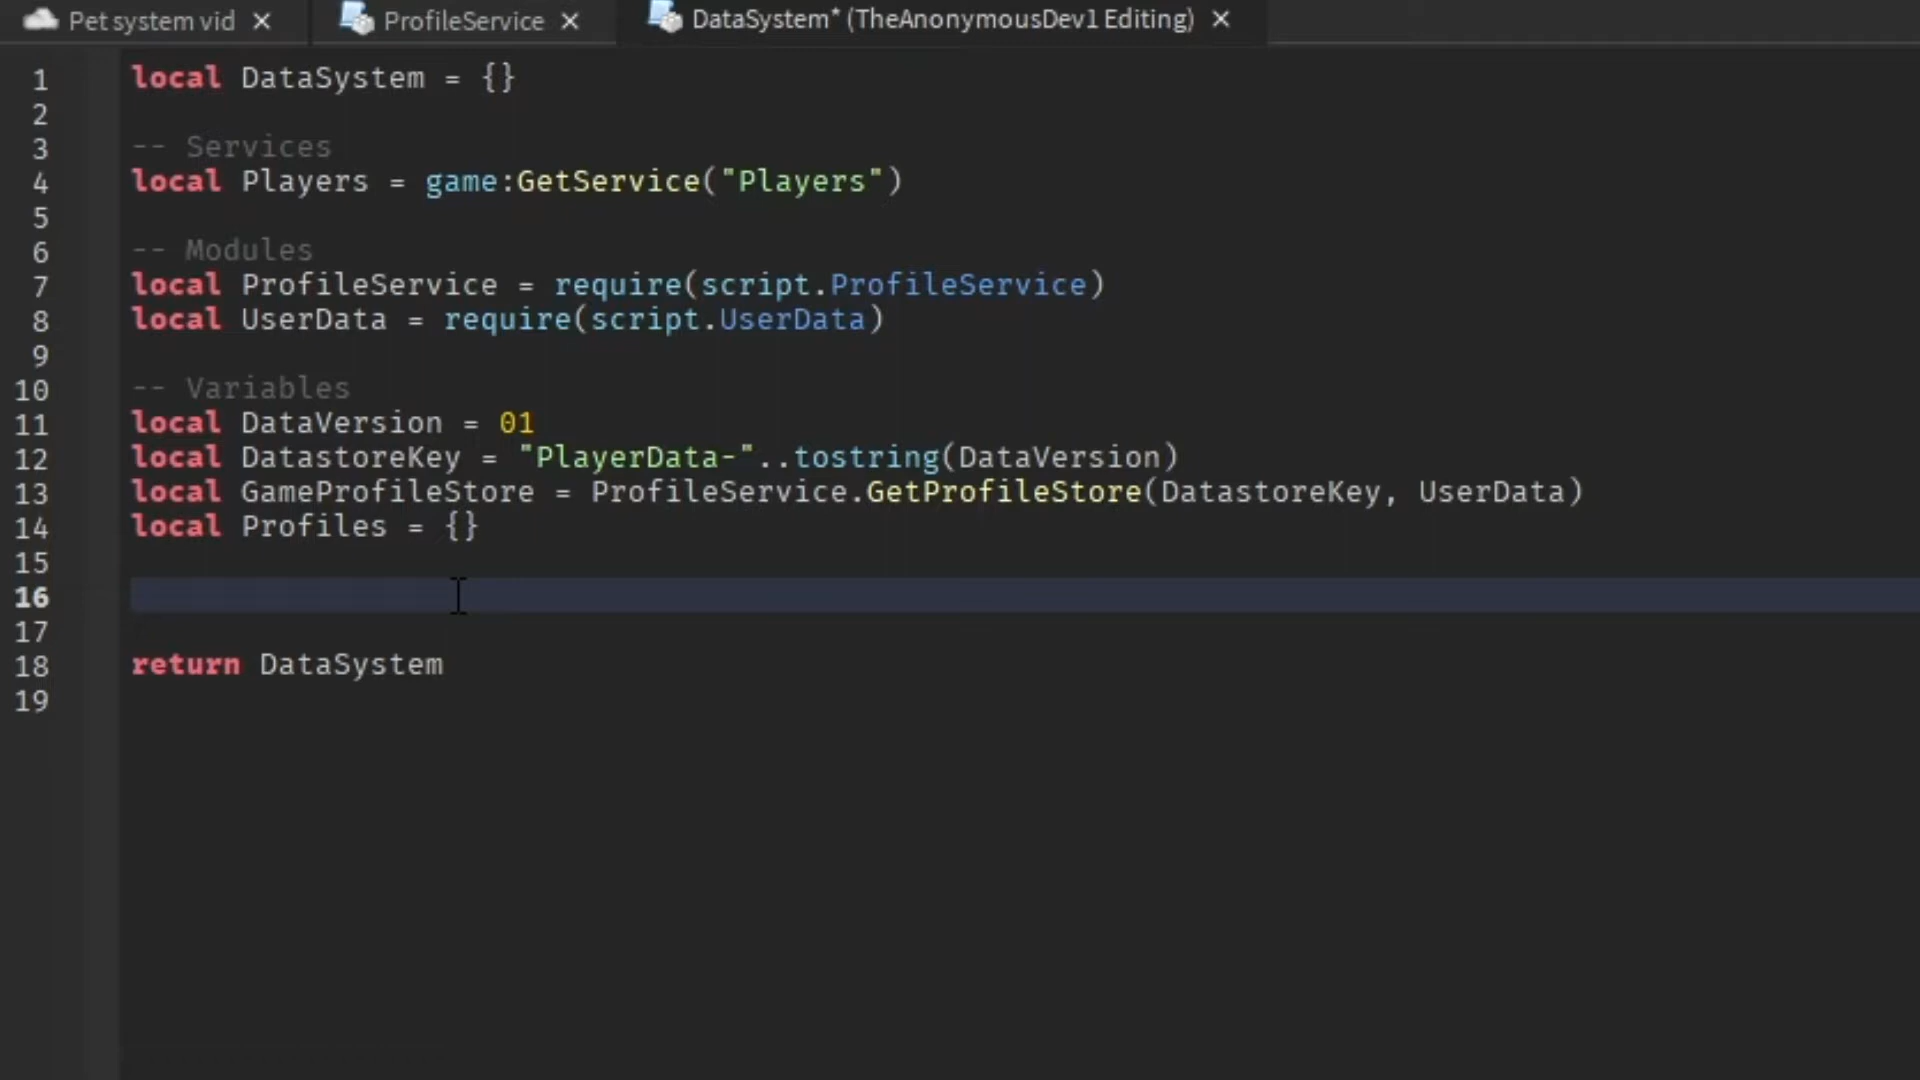 Pet system vid ProfileService DataSystem* (TheAnonymousDev1 Editing)
1 local DataSystem = {}
2
3 -- Services
4 local Players = game:GetService("Players")
5
6 -- Modules
7 local ProfileService = require(script.ProfileService)
8 local UserData = require(script.UserData)
9
10 -- Variables
11 local DataVersion = 01
12 local DatastoreKey = "PlayerData-"..tostring(DataVersion)
13 local GameProfileStore = ProfileService.GetProfileStore(DatastoreKey, UserData)
14 local Profiles = {}
15
16
17
18 return DataSystem
19